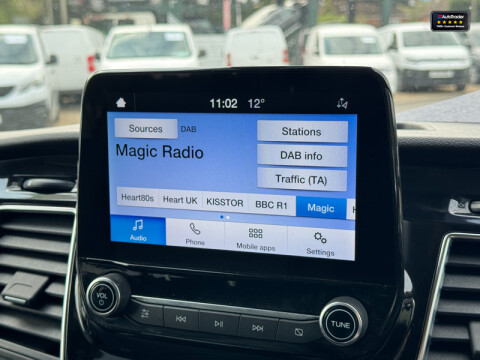 AutoTrader
11:02 12°
Sources DAB Stations
Magic Radio
DAB info
Traffic (TA)
Heart80s Heart UK KISSTOR BBC R1 Magic
Audio Phone Mobile apps Settings
VOL
TUNE